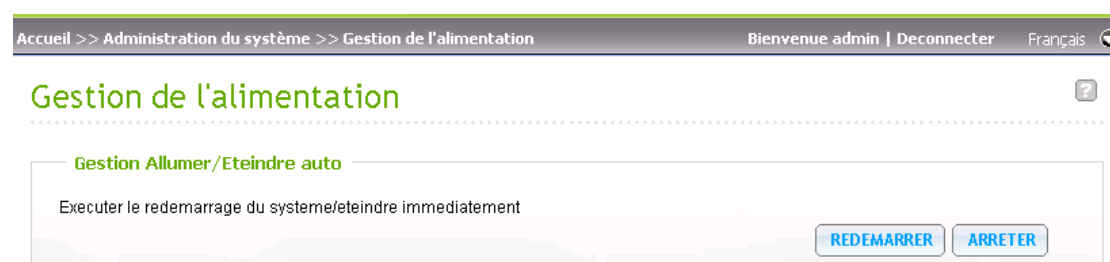 Accueil >> Administration du système >> Gestion de l'alimentation Bienvenue admin | Deconnecter Français
Gestion de l'alimentation ?
Gestion Allumer/Eteindre auto
Executer le redemarrage du systeme/eteindre immediatement
REDEMARRER ARRETER